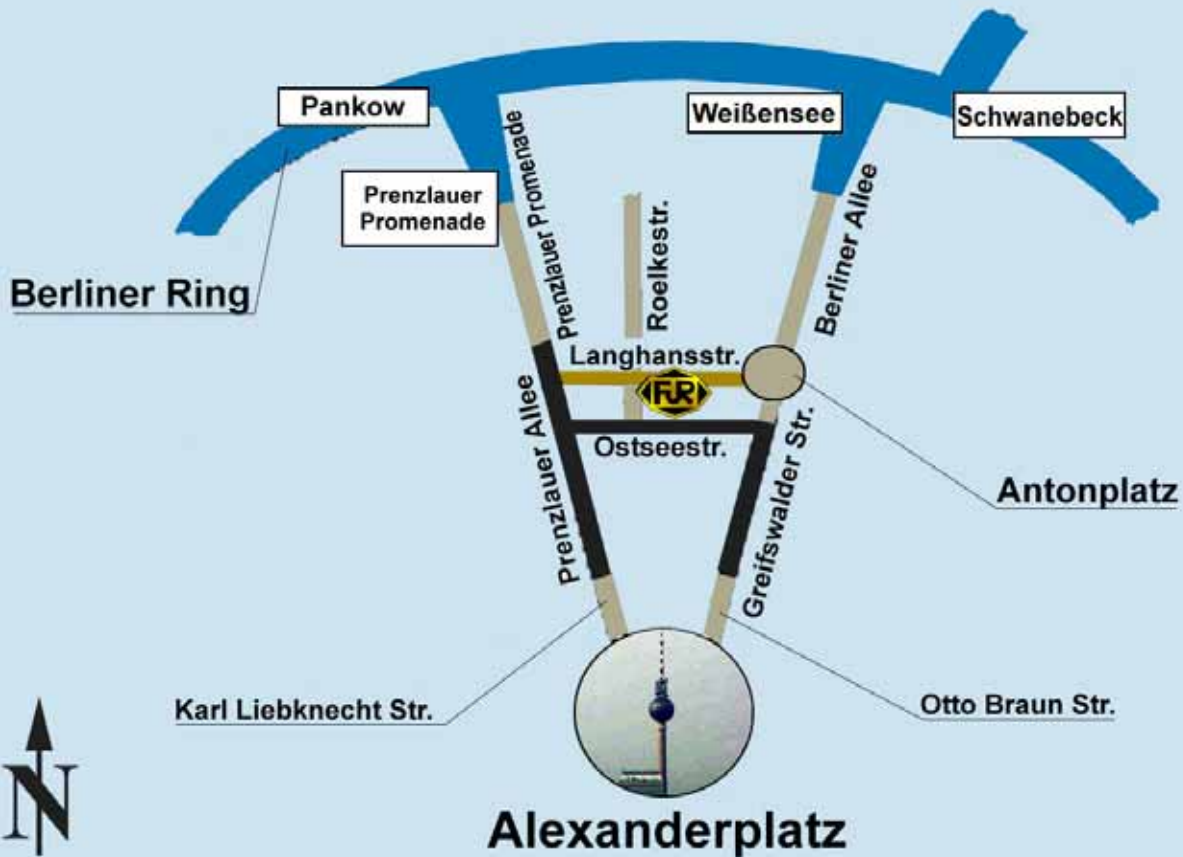 Pankow
Weißensee
Schwanebeck
Prenzlauer
Promenade
Prenzlauer Promenade
Roelkestr.
Berliner Allee
Berliner Ring
Langhansstr.
FUR
Prenzlauer Allee
Ostseestr.
Greifswalder Str.
Antonplatz
Karl Liebknecht Str.
Otto Braun Str.
N
Alexanderplatz